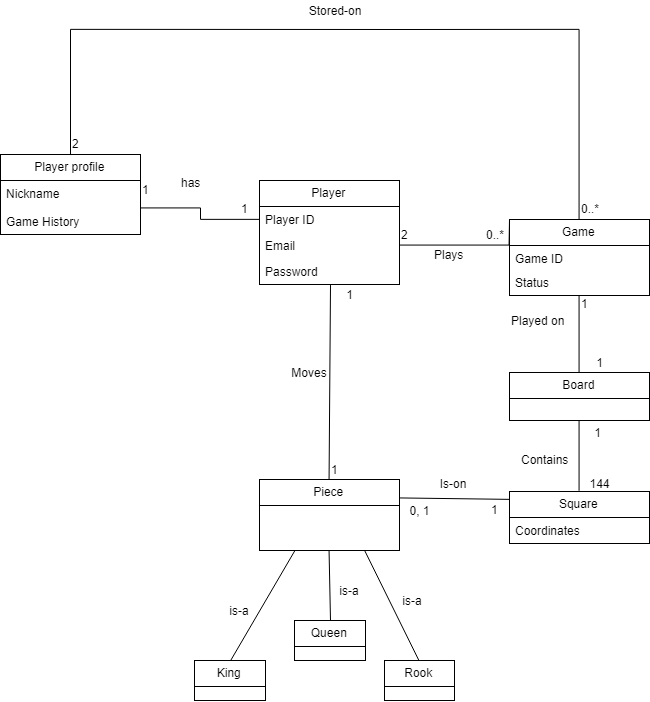 Stored-on
2
Player profile
Nickname
Game History
1
has
1
Player
Player ID
Email
Password
2
0..*
Plays
0..*
Game
Game ID
Status
1
Played on
1
Board
1
Contains
144
Square
Coordinates
1
Moves
1
Piece
Is-on
0, 1
1
is-a
is-a
is-a
King
Queen
Rook